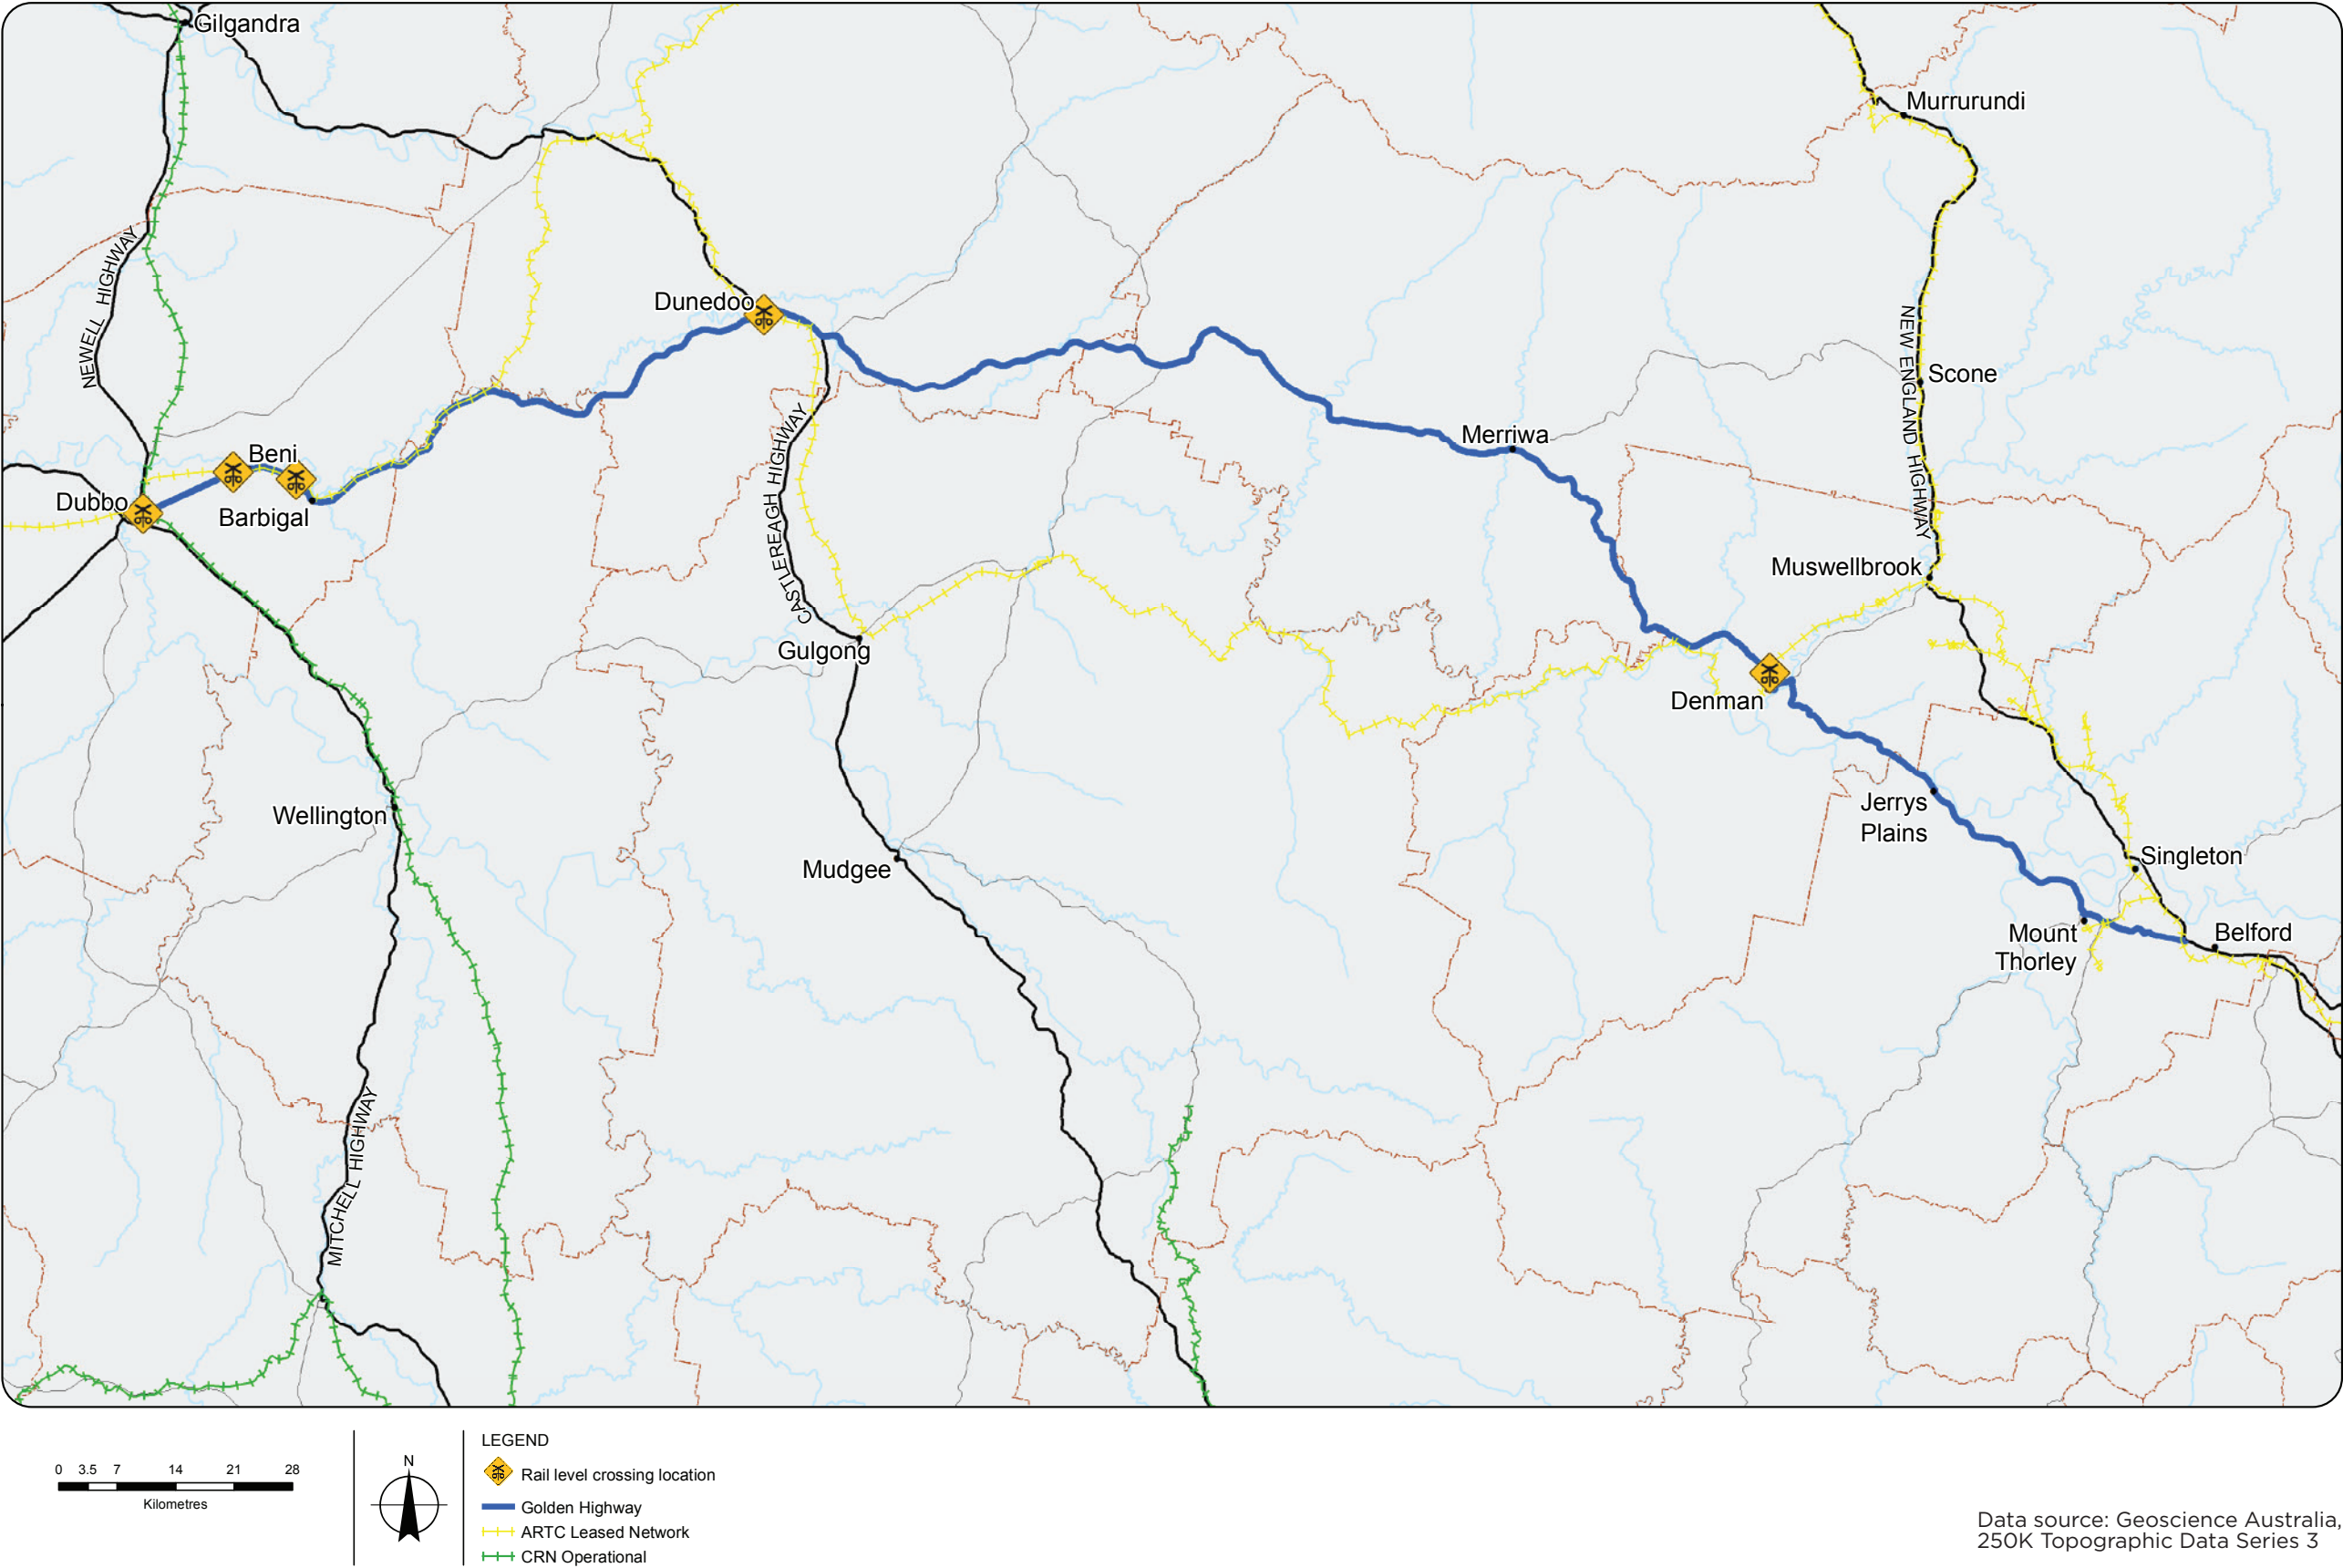 Gilgandra
Murrurundi
NEWELL HIGHWAY
Dunedoo
NEW ENGLAND HIGHWAY
Scone
Merriwa
CASTLEREAGH HIGHWAY
Beni
Dubbo
Barbigal
Muswellbrook
Gulgong
Denman
Wellington
Jerrys
Plains
Mudgee
Singleton
Mount
Thorley
Belford
MITCHELL HIGHWAY
0 3.5 7 14 21 28
Kilometres
N
LEGEND
Rail level crossing location
Golden Highway
ARTC Leased Network
CRN Operational
Data source: Geoscience Australia,
250K Topographic Data Series 3